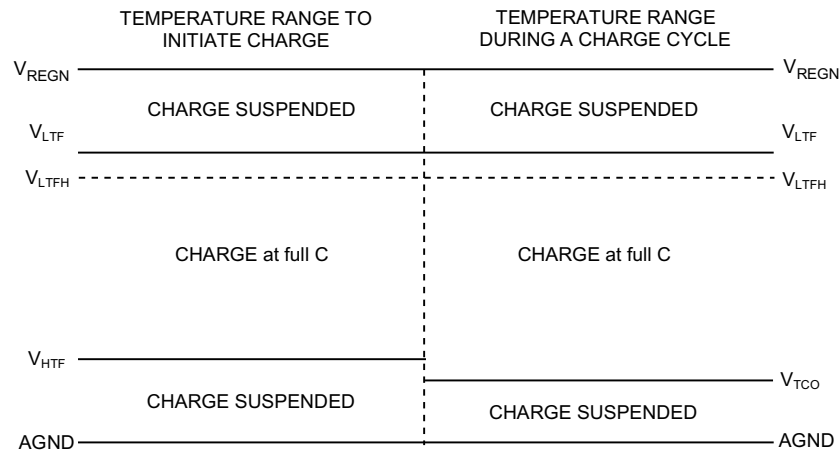 TEMPERATURE RANGE TO
INITIATE CHARGE
TEMPERATURE RANGE
DURING A CHARGE CYCLE
VREGN
VREGN
CHARGE SUSPENDED
CHARGE SUSPENDED
VLTF
VLTF
VLTFH
VLTFH
CHARGE at full C
CHARGE at full C
VHTF
VTCO
CHARGE SUSPENDED
CHARGE SUSPENDED
AGND
AGND